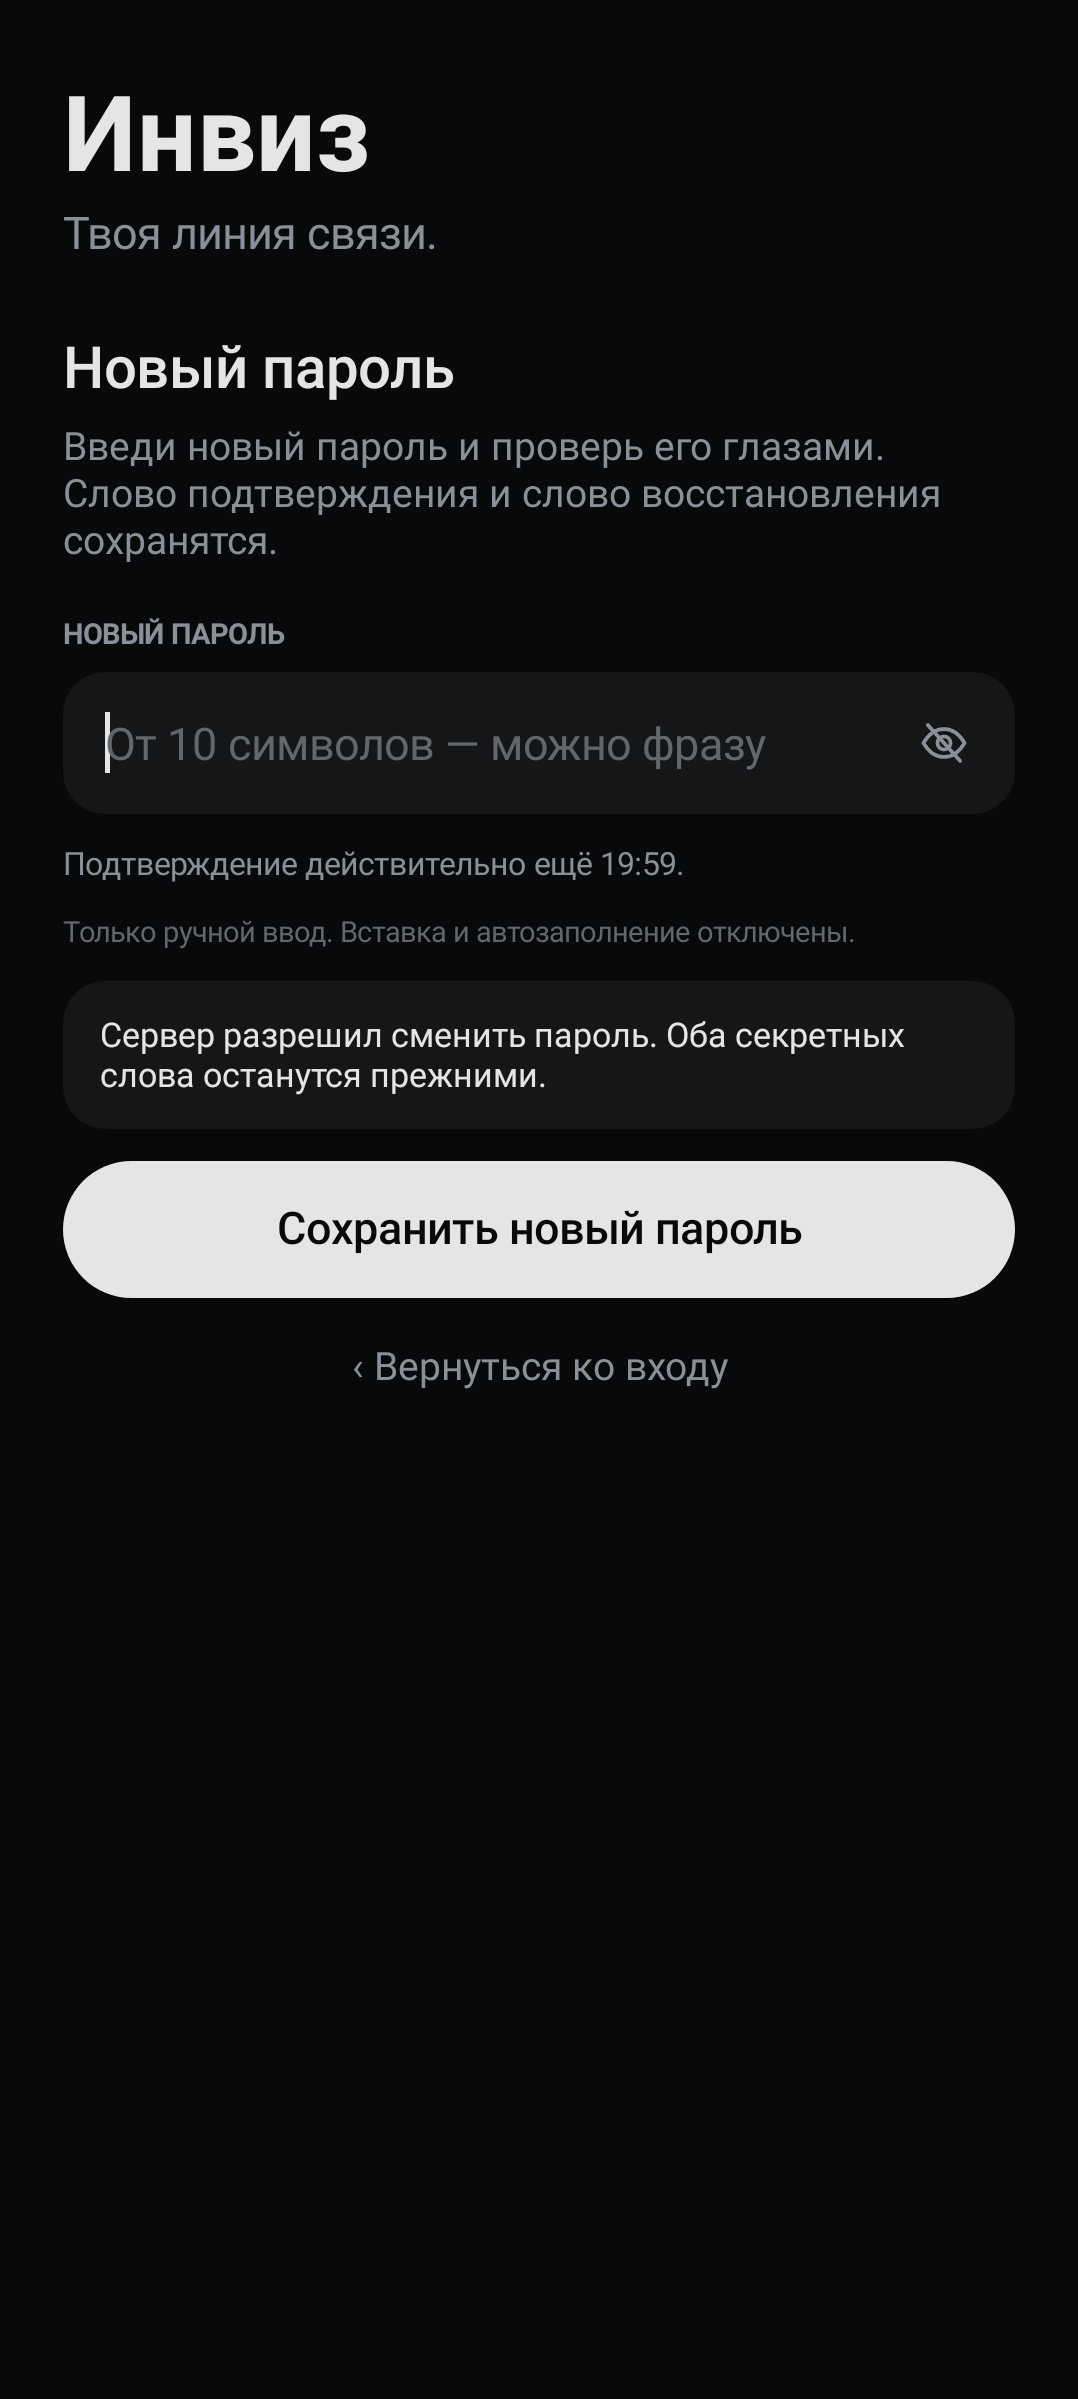 Инвиз
Твоя линия связи.
Новый пароль
Введи новый пароль и проверь его глазами.
Слово подтверждения и слово восстановления
сохранятся.
НОВЫЙ ПАРОЛЬ
От 10 символов — можно фразу
Подтверждение действительно ещё 19:59.
Только ручной ввод. Вставка и автозаполнение отключены.
Сервер разрешил сменить пароль. Оба секретных
слова останутся прежними.
Сохранить новый пароль
‹ Вернуться ко входу